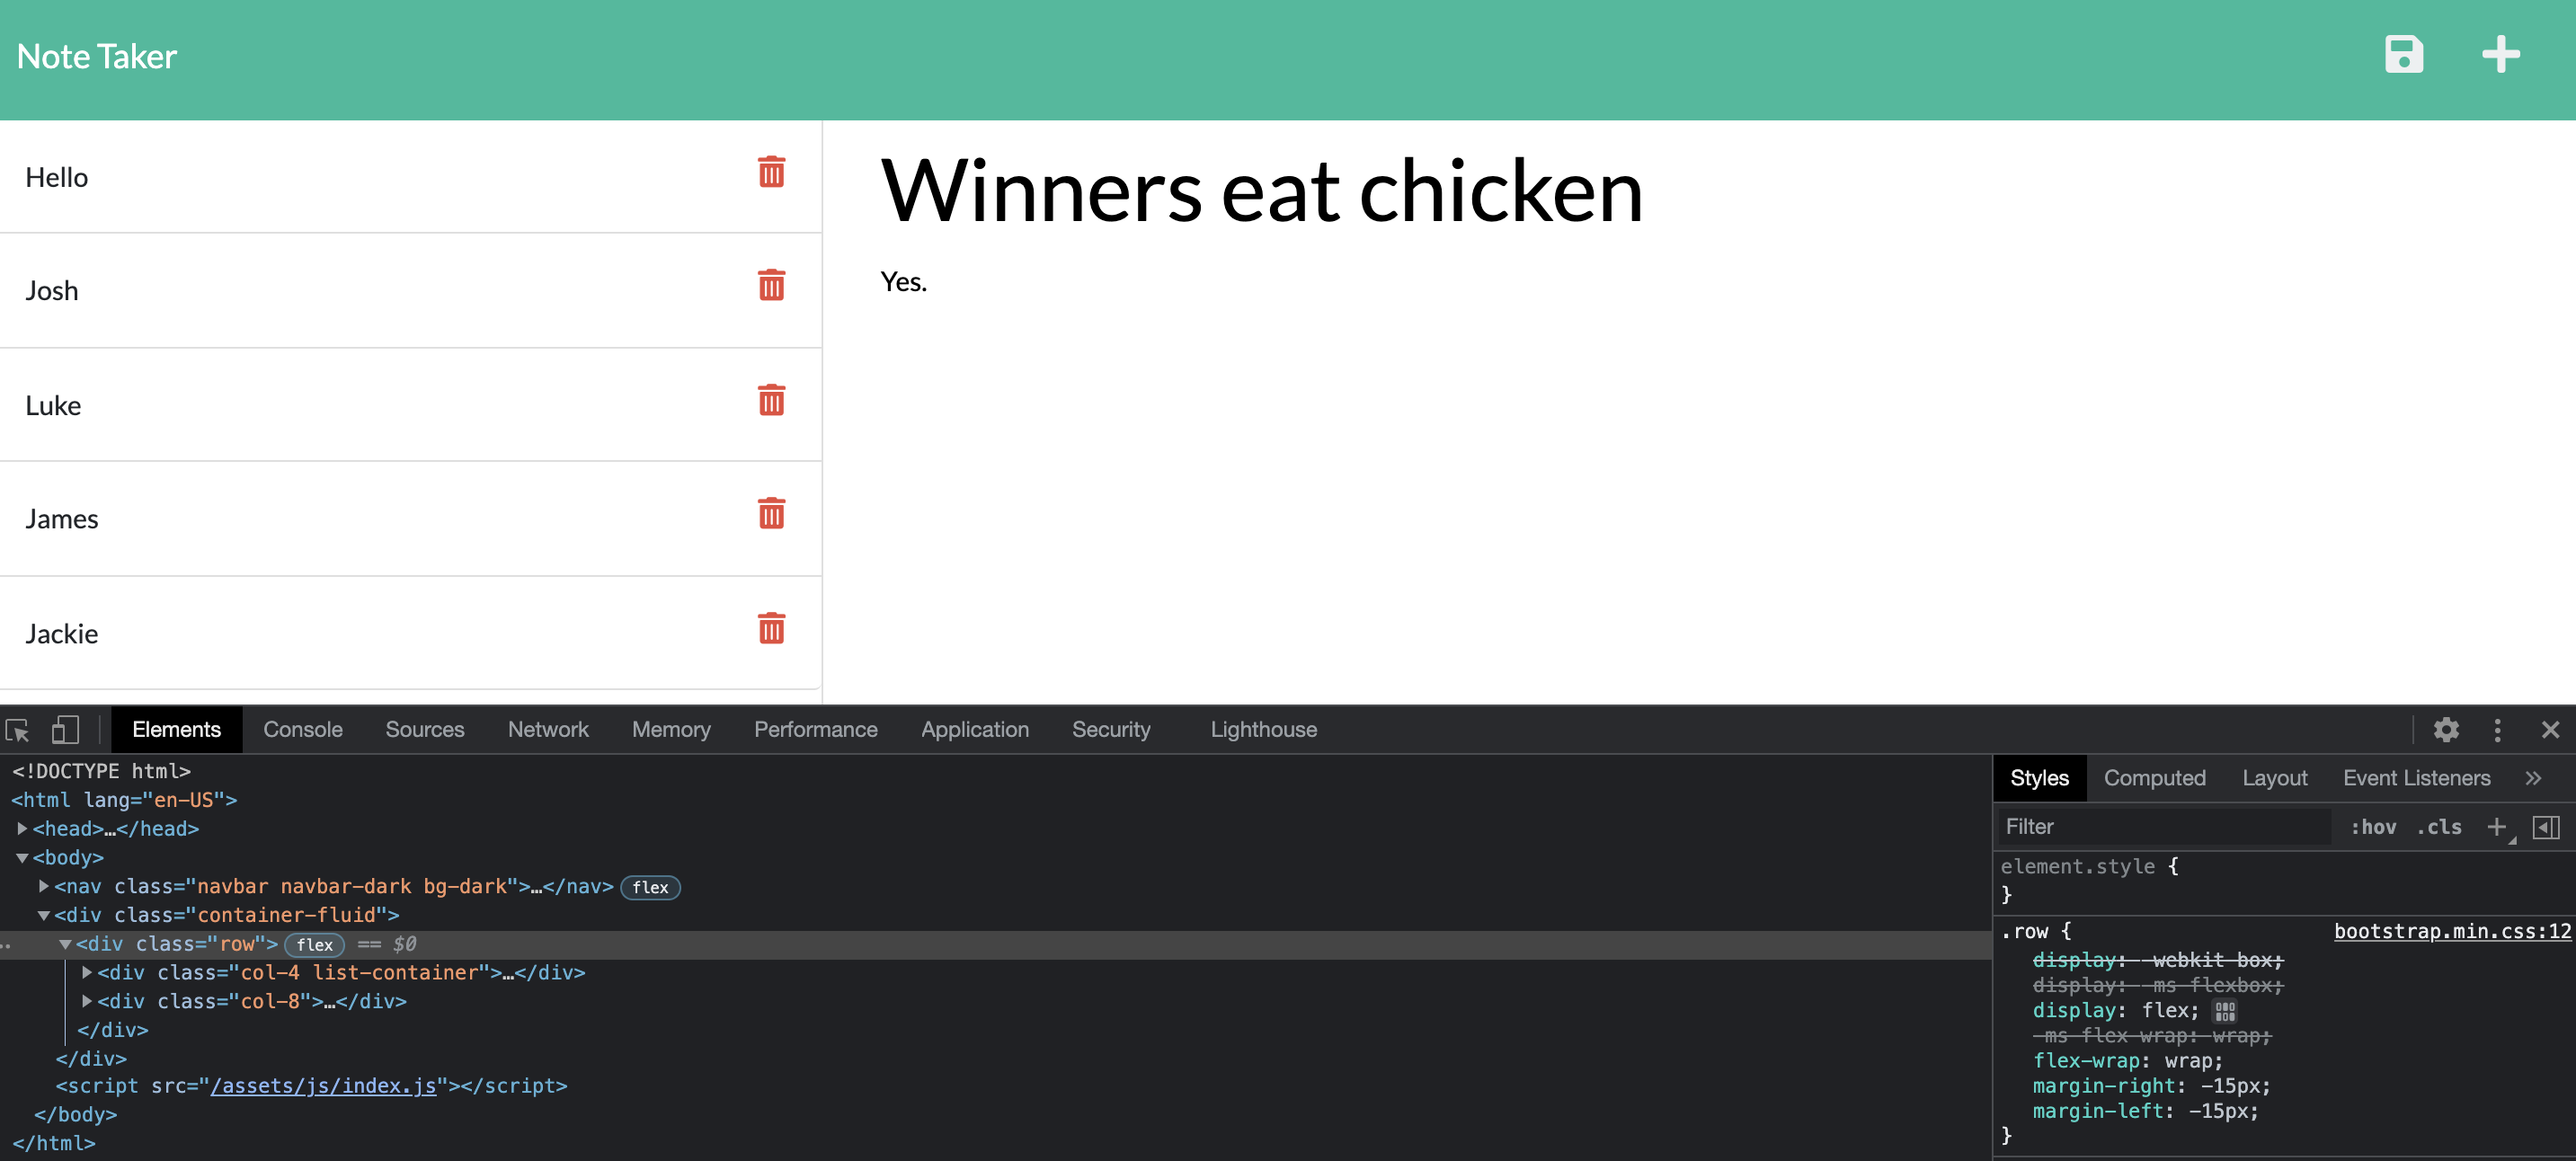 Note Taker
Hello
Josh
Luke
James
Jackie
Winners eat chicken
Yes.
Elements Console Sources Network Memory Performance Application Security Lighthouse
<!DOCTYPE html>
<html lang="en-US">
<head>…</head>
<body>
<nav class="navbar navbar-dark bg-dark">…</nav> flex
<div class="container-fluid">
<div class="row"> flex == $0
<div class="col-4 list-container">…</div>
<div class="col-8">…</div>
</div>
</div>
<script src="/assets/js/index.js"></script>
</body>
</html>
Styles Computed Layout Event Listeners »
Filter :hov .cls +
element.style {
}
.row { bootstrap.min.css:12
display: -webkit-box;
display: -ms-flexbox;
display: flex;
-ms-flex-wrap: wrap;
flex-wrap: wrap;
margin-right: -15px;
margin-left: -15px;
}